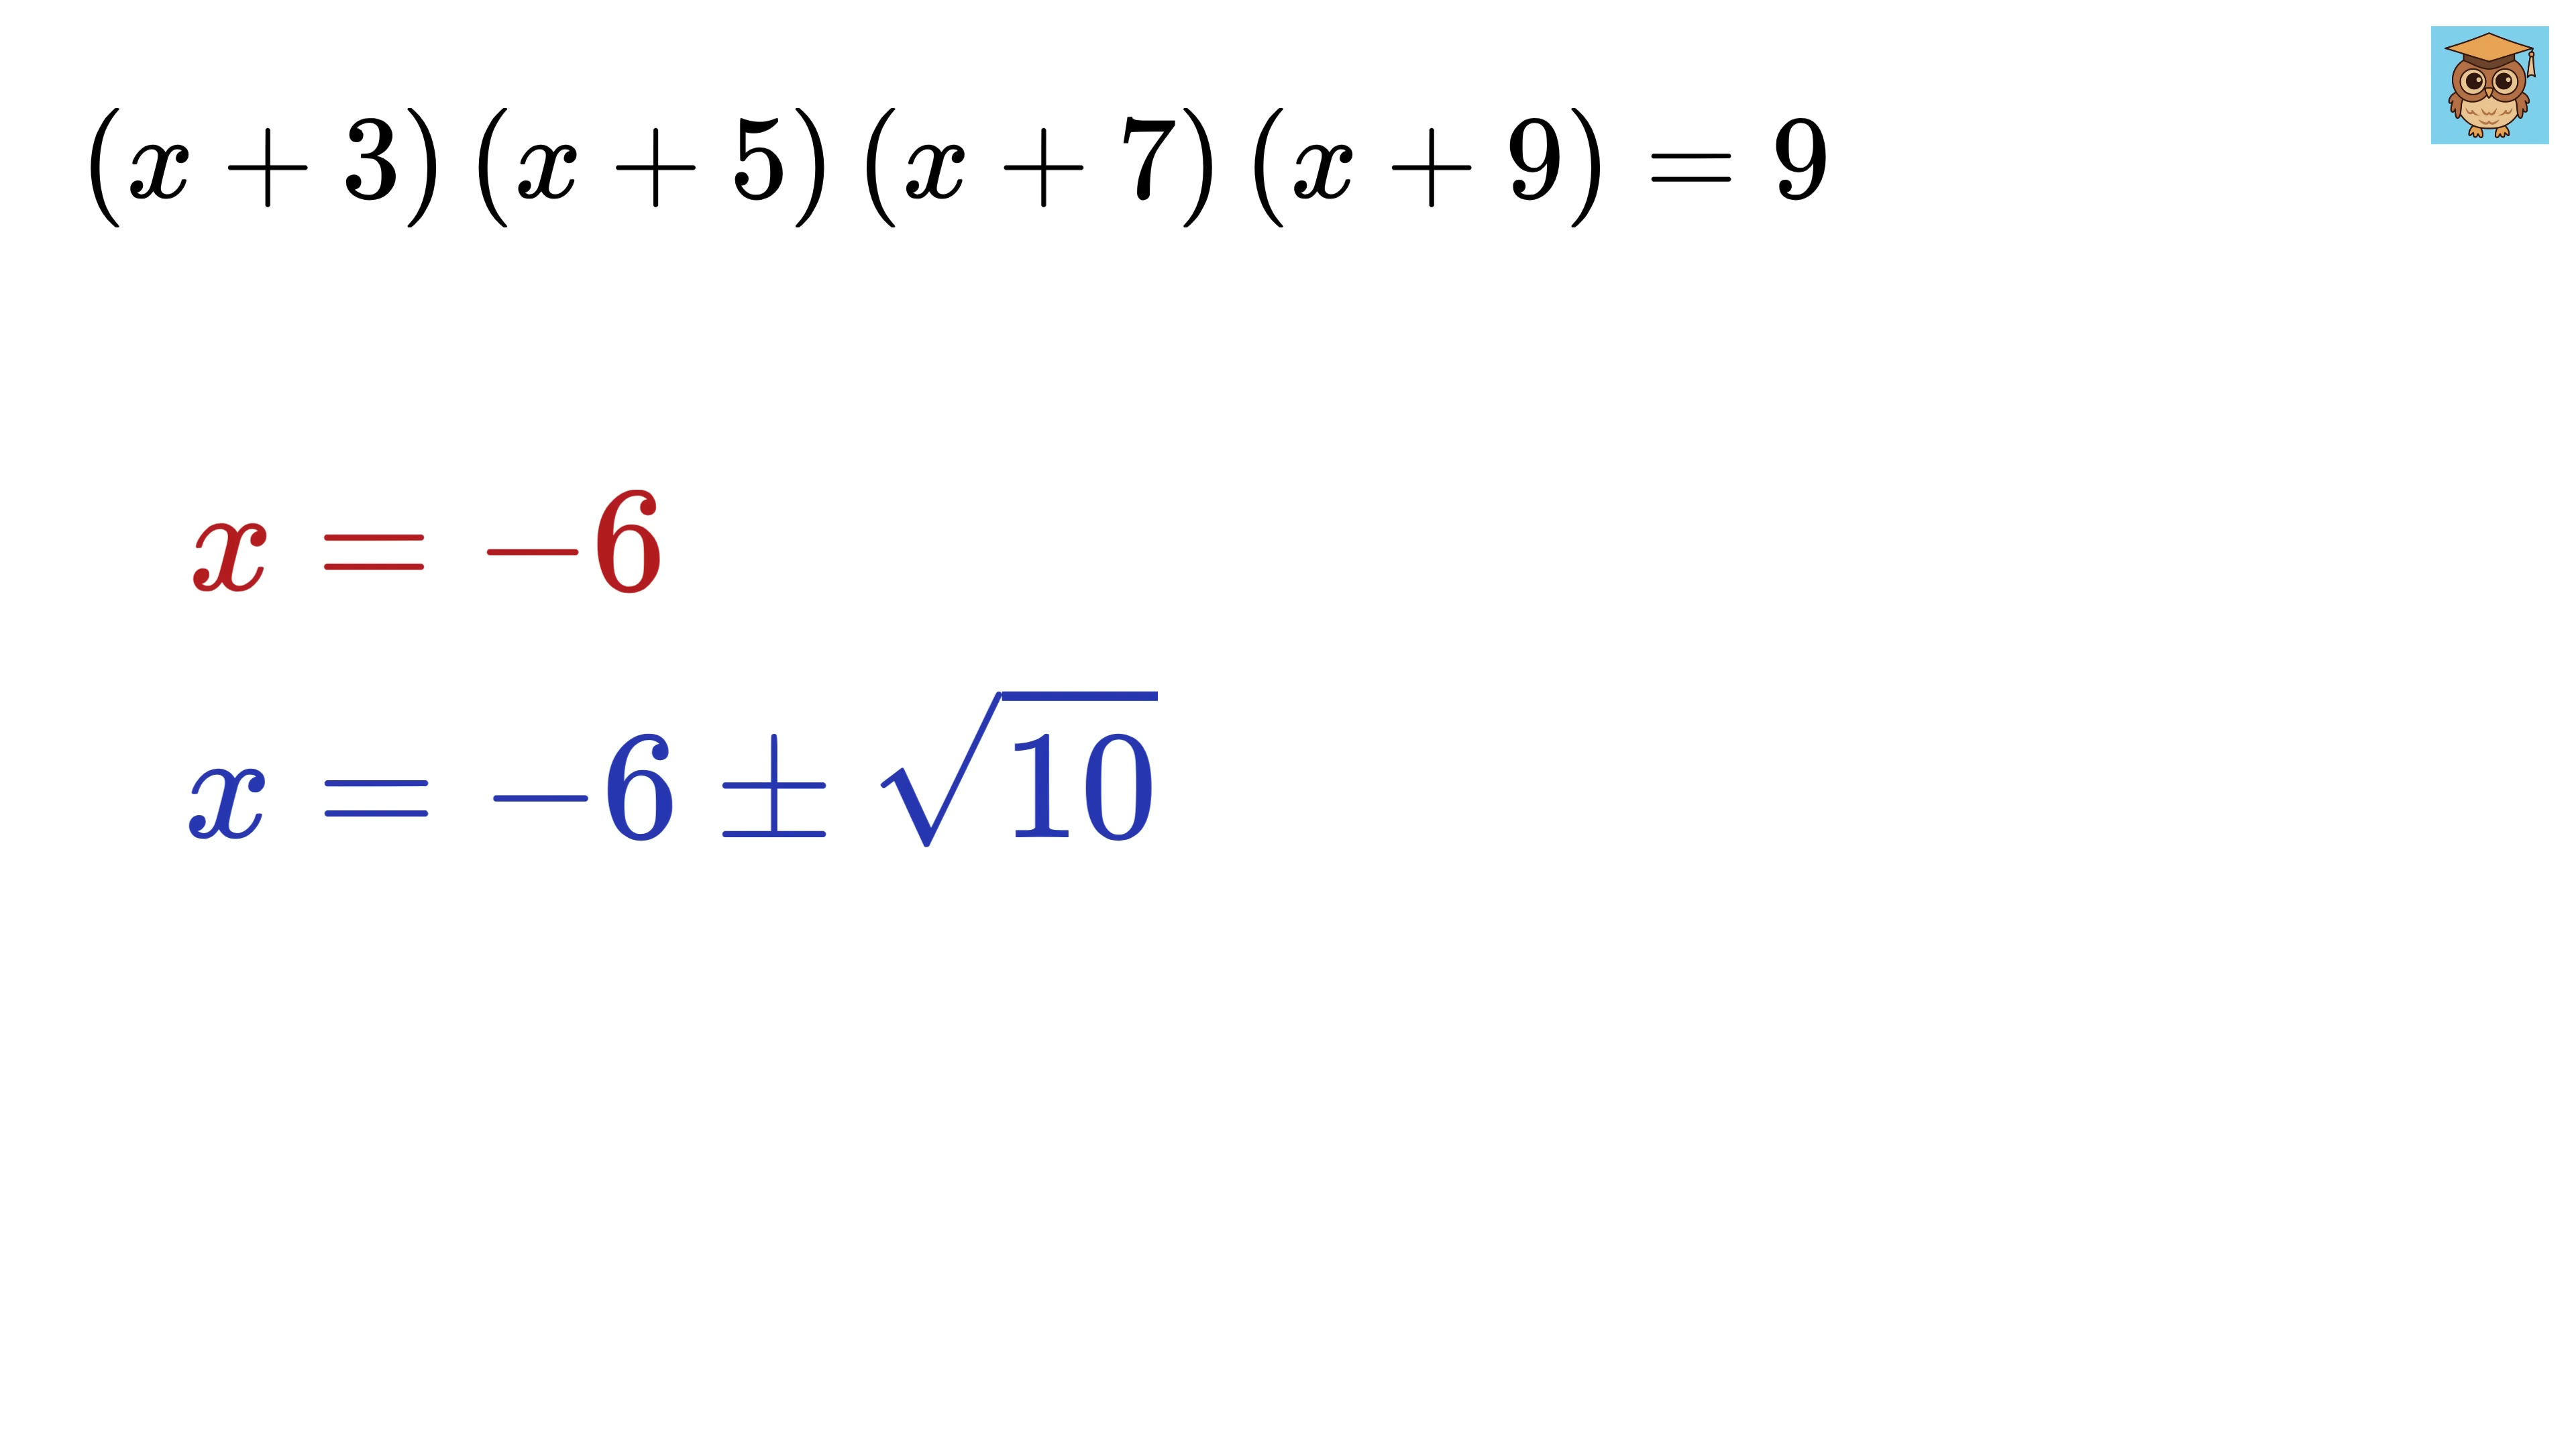 (x + 3) (x + 5) (x + 7) (x + 9) = 9
x = −6
x = −6 ± √10